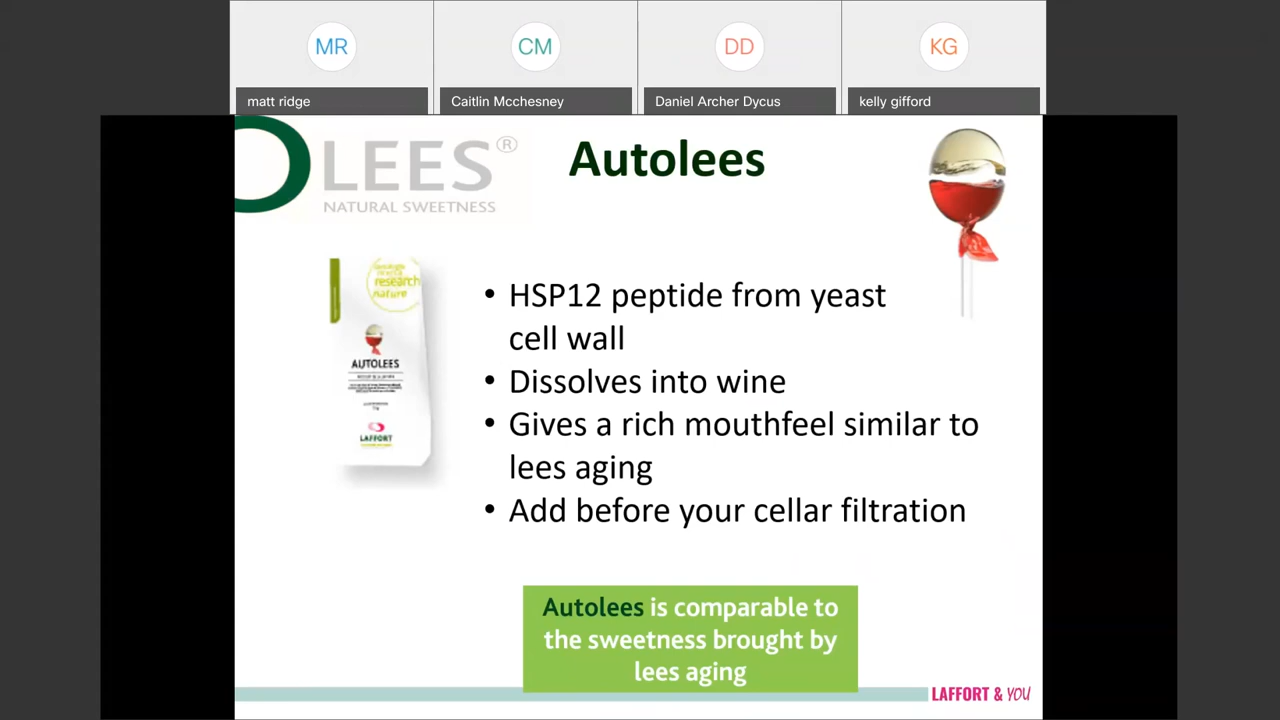 MR
CM
DD
KG
matt ridge
Caitlin Mcchesney
Daniel Archer Dycus
kelly gifford
OLEES®
NATURAL SWEETNESS
Autolees
research
nature
AUTOLEES
LAFFORT
• HSP12 peptide from yeast
cell wall
• Dissolves into wine
• Gives a rich mouthfeel similar to
lees aging
• Add before your cellar filtration
Autolees is comparable to
the sweetness brought by
lees aging
LAFFORT & YOU